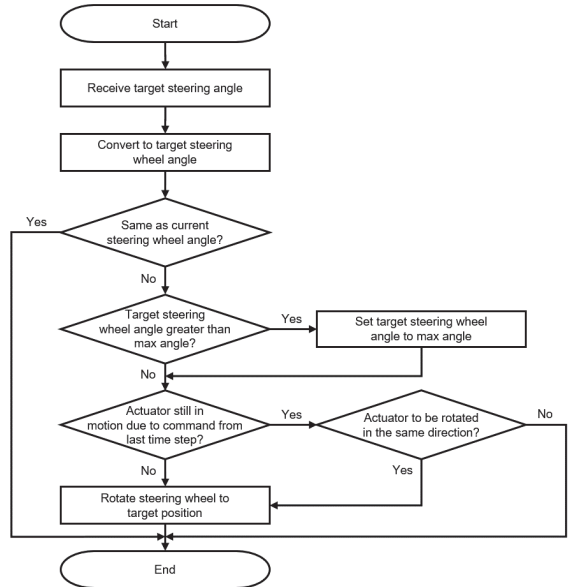 Start
Receive target steering angle
Convert to target steering
wheel angle
Yes
Same as current
steering wheel angle?
No
Target steering
wheel angle greater than
max angle?
Yes
Set target steering wheel
angle to max angle
No
Actuator still in
motion due to command from
last time step?
Yes
Actuator to be rotated
in the same direction?
No
No
Yes
Rotate steering wheel to
target position
End